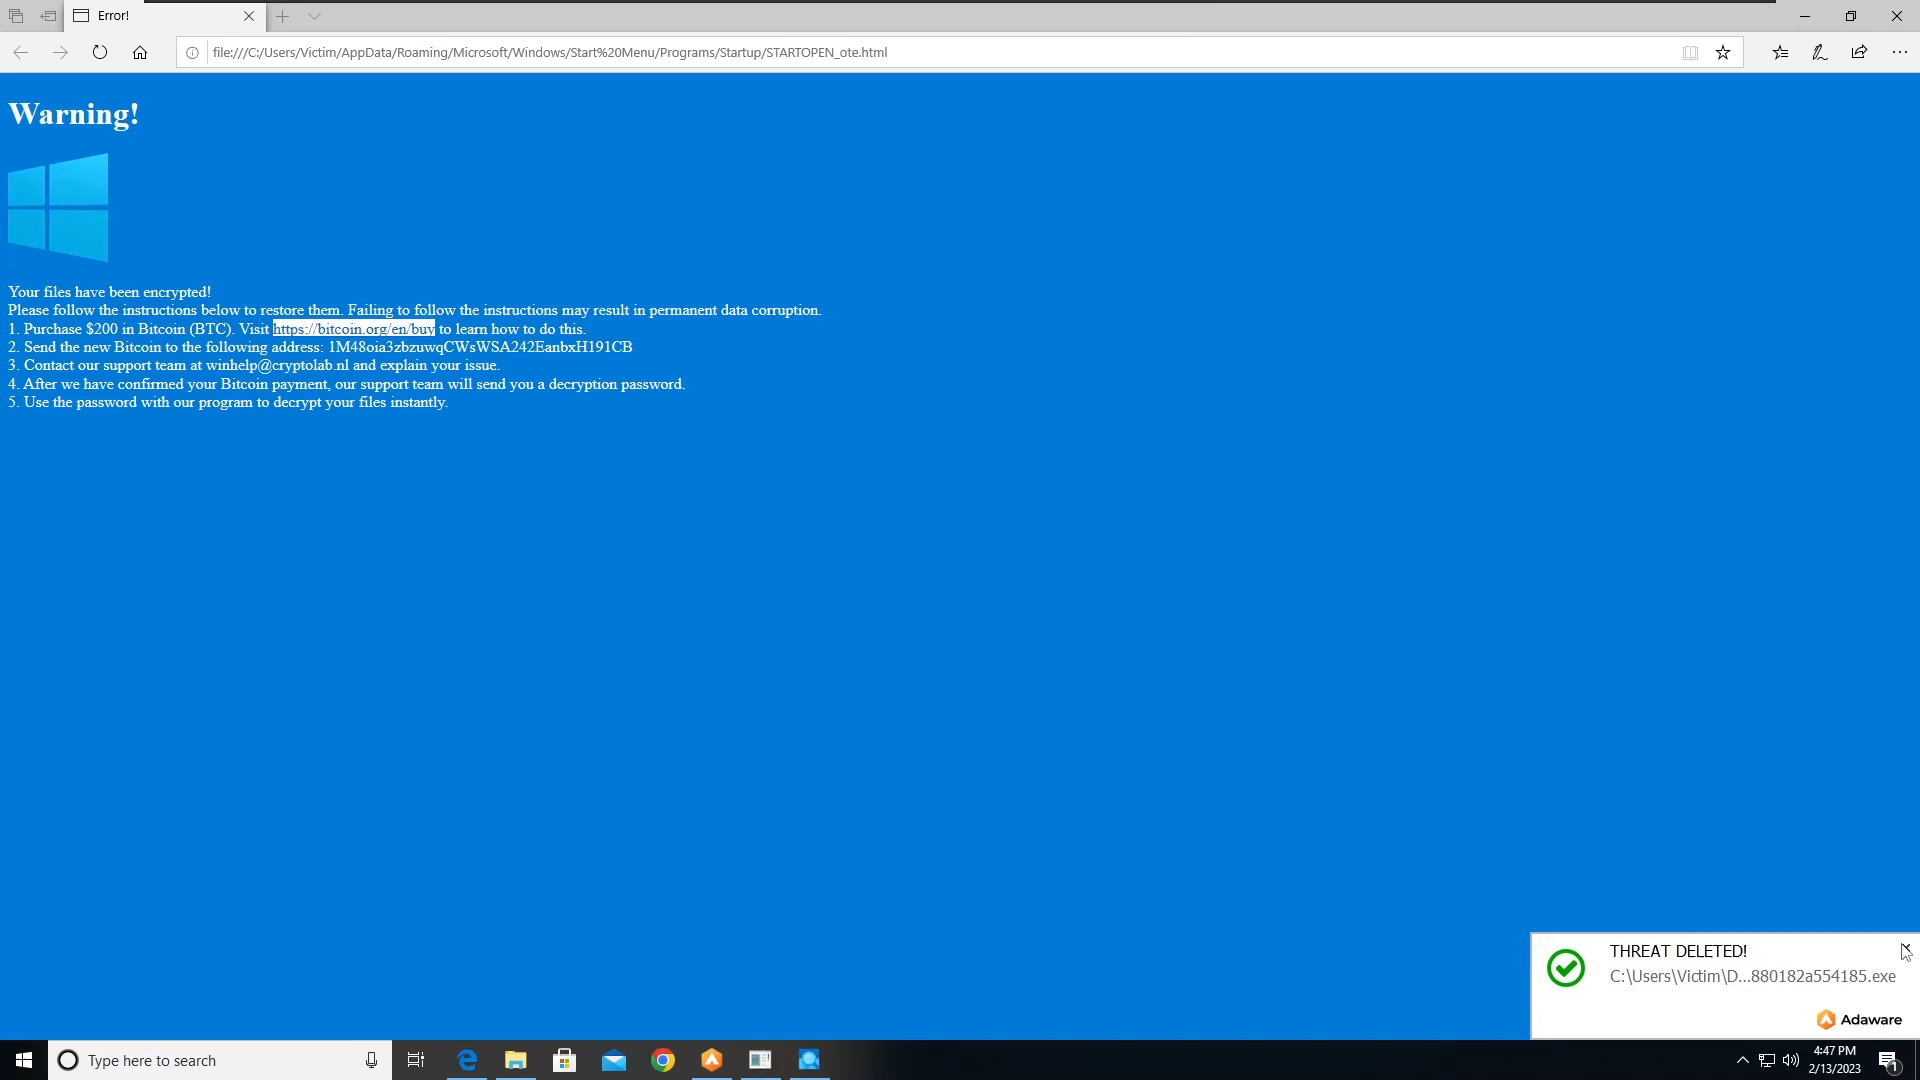 Error!
file:///C:/Users/Victim/AppData/Roaming/Microsoft/Windows/Start%20Menu/Programs/Startup/STARTOPEN_ote.html
Warning!
Your files have been encrypted!
Please follow the instructions below to restore them. Failing to follow the instructions may result in permanent data corruption.
1. Purchase $200 in Bitcoin (BTC). Visit https://bitcoin.org/en/buy to learn how to do this.
2. Send the new Bitcoin to the following address: 1M48oia3zbzuwqCWsWSA242EanbxH191CB
3. Contact our support team at winhelp@cryptolab.nl and explain your issue.
4. After we have confirmed your Bitcoin payment, our support team will send you a decryption password.
5. Use the password with our program to decrypt your files instantly.
THREAT DELETED!
C:\Users\Victim\D...880182a554185.exe
Adaware
Type here to search
4:47 PM
2/13/2023
1